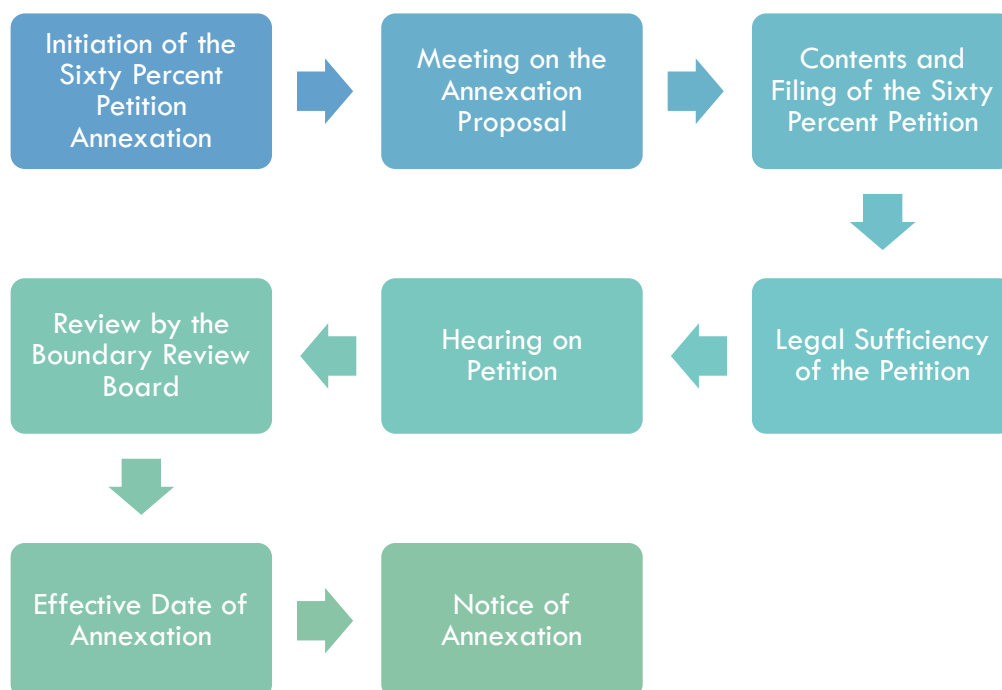 Initiation of the
Sixty Percent
Petition
Annexation
Meeting on the
Annexation
Proposal
Contents and
Filing of the Sixty
Percent Petition
Legal Sufficiency
of the Petition
Hearing on
Petition
Review by the
Boundary Review
Board
Effective Date of
Annexation
Notice of
Annexation